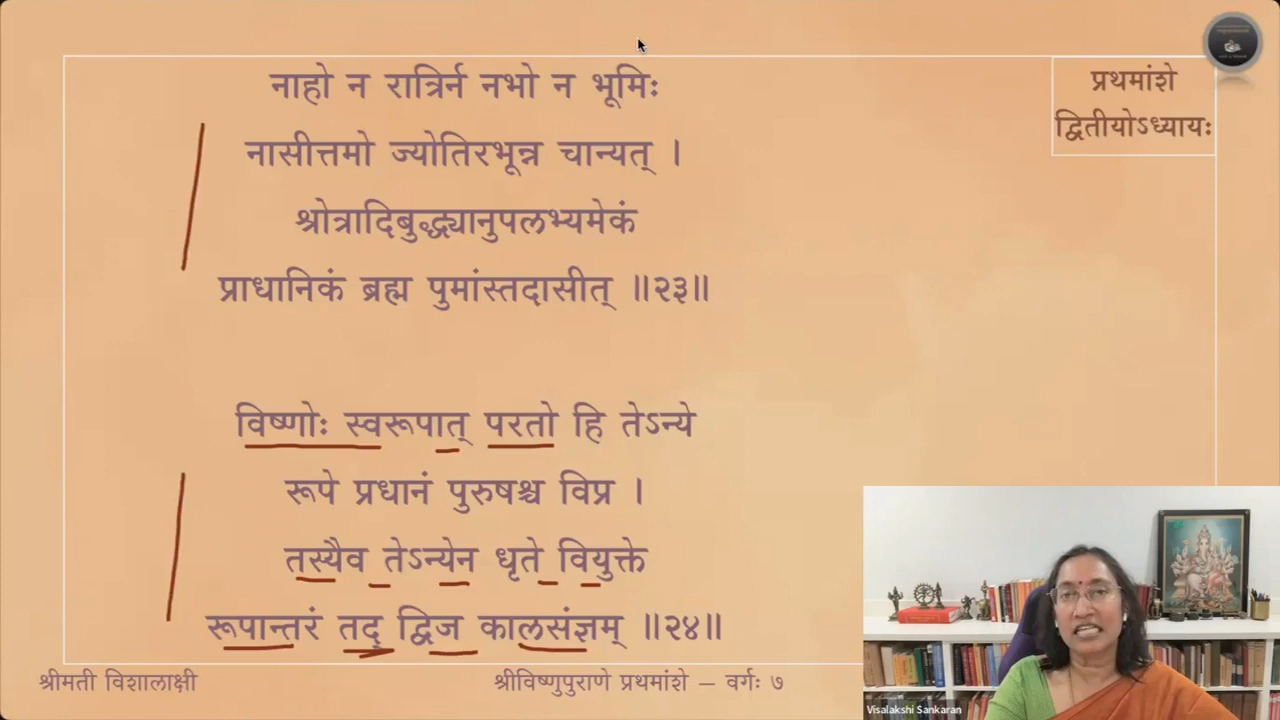 नाहो न रात्रिर्न नभो न भूमिः
नासीत्तमो ज्योतिरभून्न चान्यत् ।
श्रोत्रादिबुद्ध्यानुपलभ्यमेकं
प्राधानिकं ब्रह्म पुमांस्तदासीत् ॥२३॥
विष्णोः स्वरूपात् परतो हि तेऽन्ये
रूपे प्रधानं पुरुषश्च विप्र ।
तस्यैव तेऽन्येन धृते वियुक्ते
रूपान्तरं तद् द्विज कालसंज्ञम् ॥२४॥
प्रथमांशे
द्वितीयोऽध्यायः
श्रीमती विशालाक्षी
श्रीविष्णुपुराणे प्रथमांशे – वर्गः ७
Visalakshi Sankaran